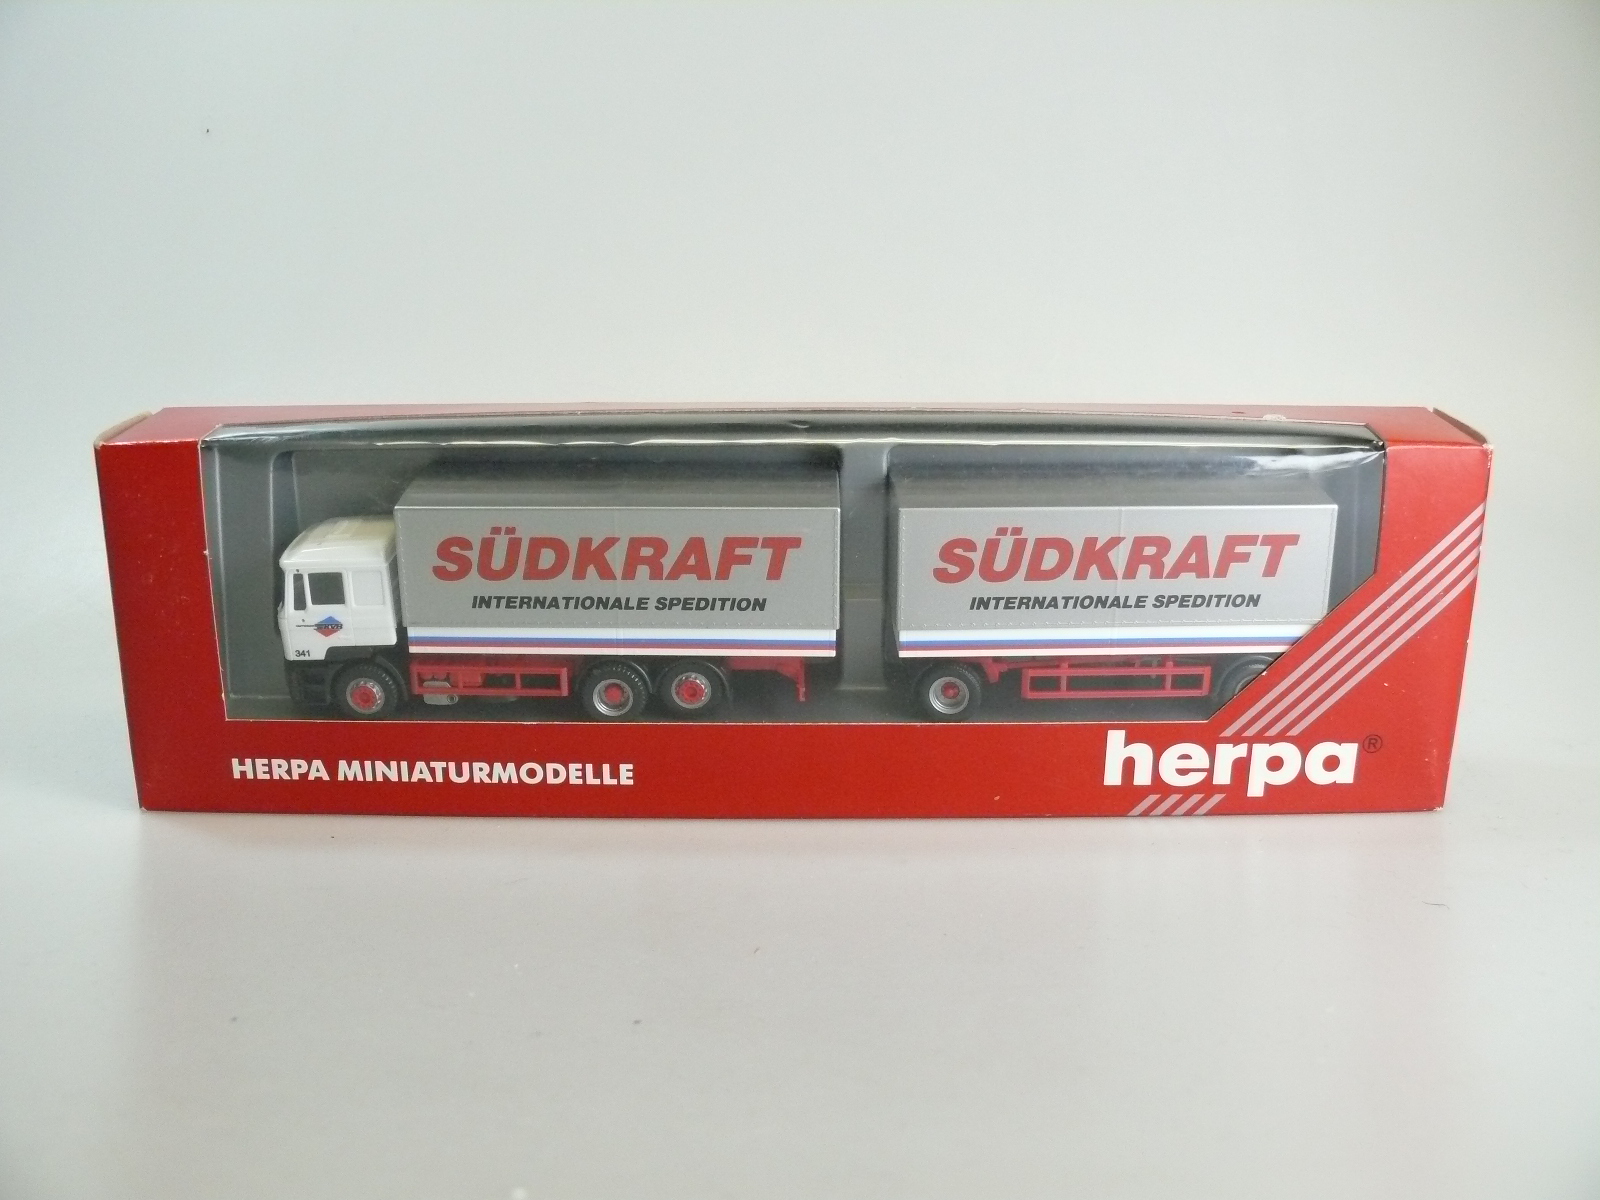 SÜDKRAFT
INTERNATIONALE SPEDITION
SÜDKRAFT
INTERNATIONALE SPEDITION
341
HERPA MINIATURMODELLE
herpa®